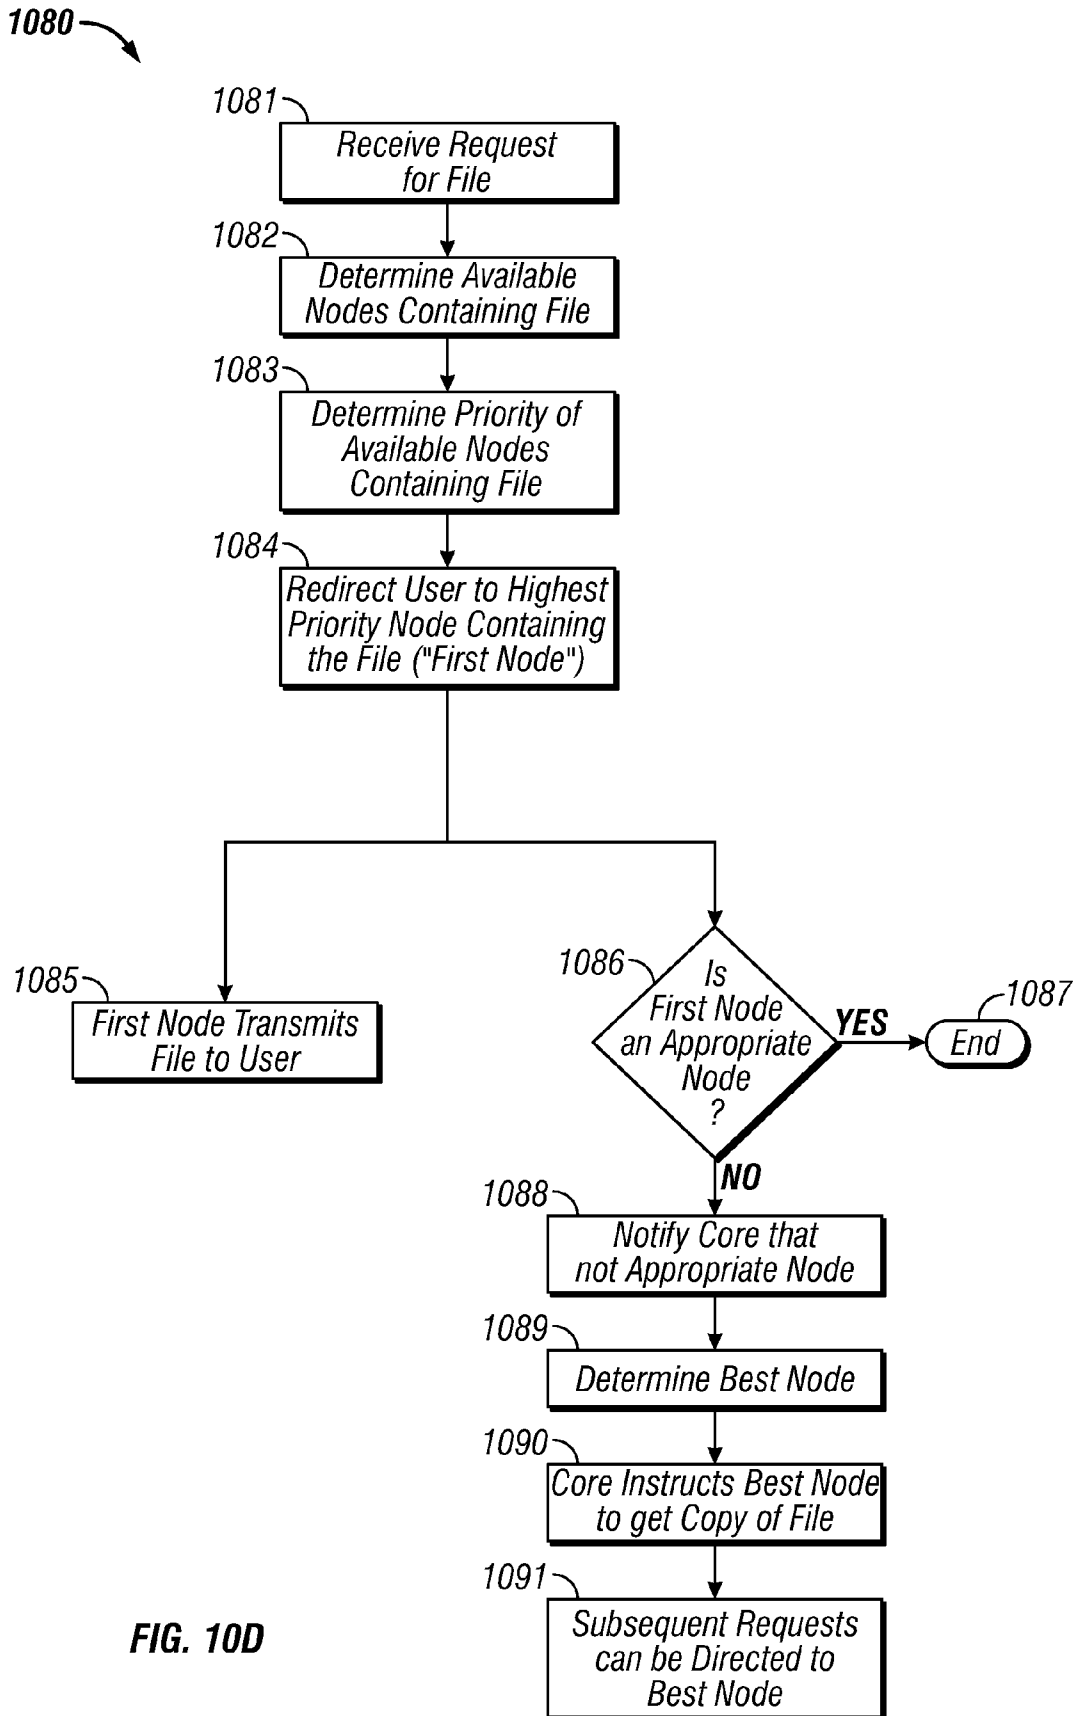 1080
1081
Receive Request
for File
1082
Determine Available
Nodes Containing File
1083
Determine Priority of
Available Nodes
Containing File
1084
Redirect User to Highest
Priority Node Containing
the File ("First Node")
1085
First Node Transmits
File to User
1086
Is
First Node
an Appropriate
Node
?
YES
1087
End
NO
1088
Notify Core that
not Appropriate Node
1089
Determine Best Node
1090
Core Instructs Best Node
to get Copy of File
1091
Subsequent Requests
can be Directed to
Best Node
FIG. 10D